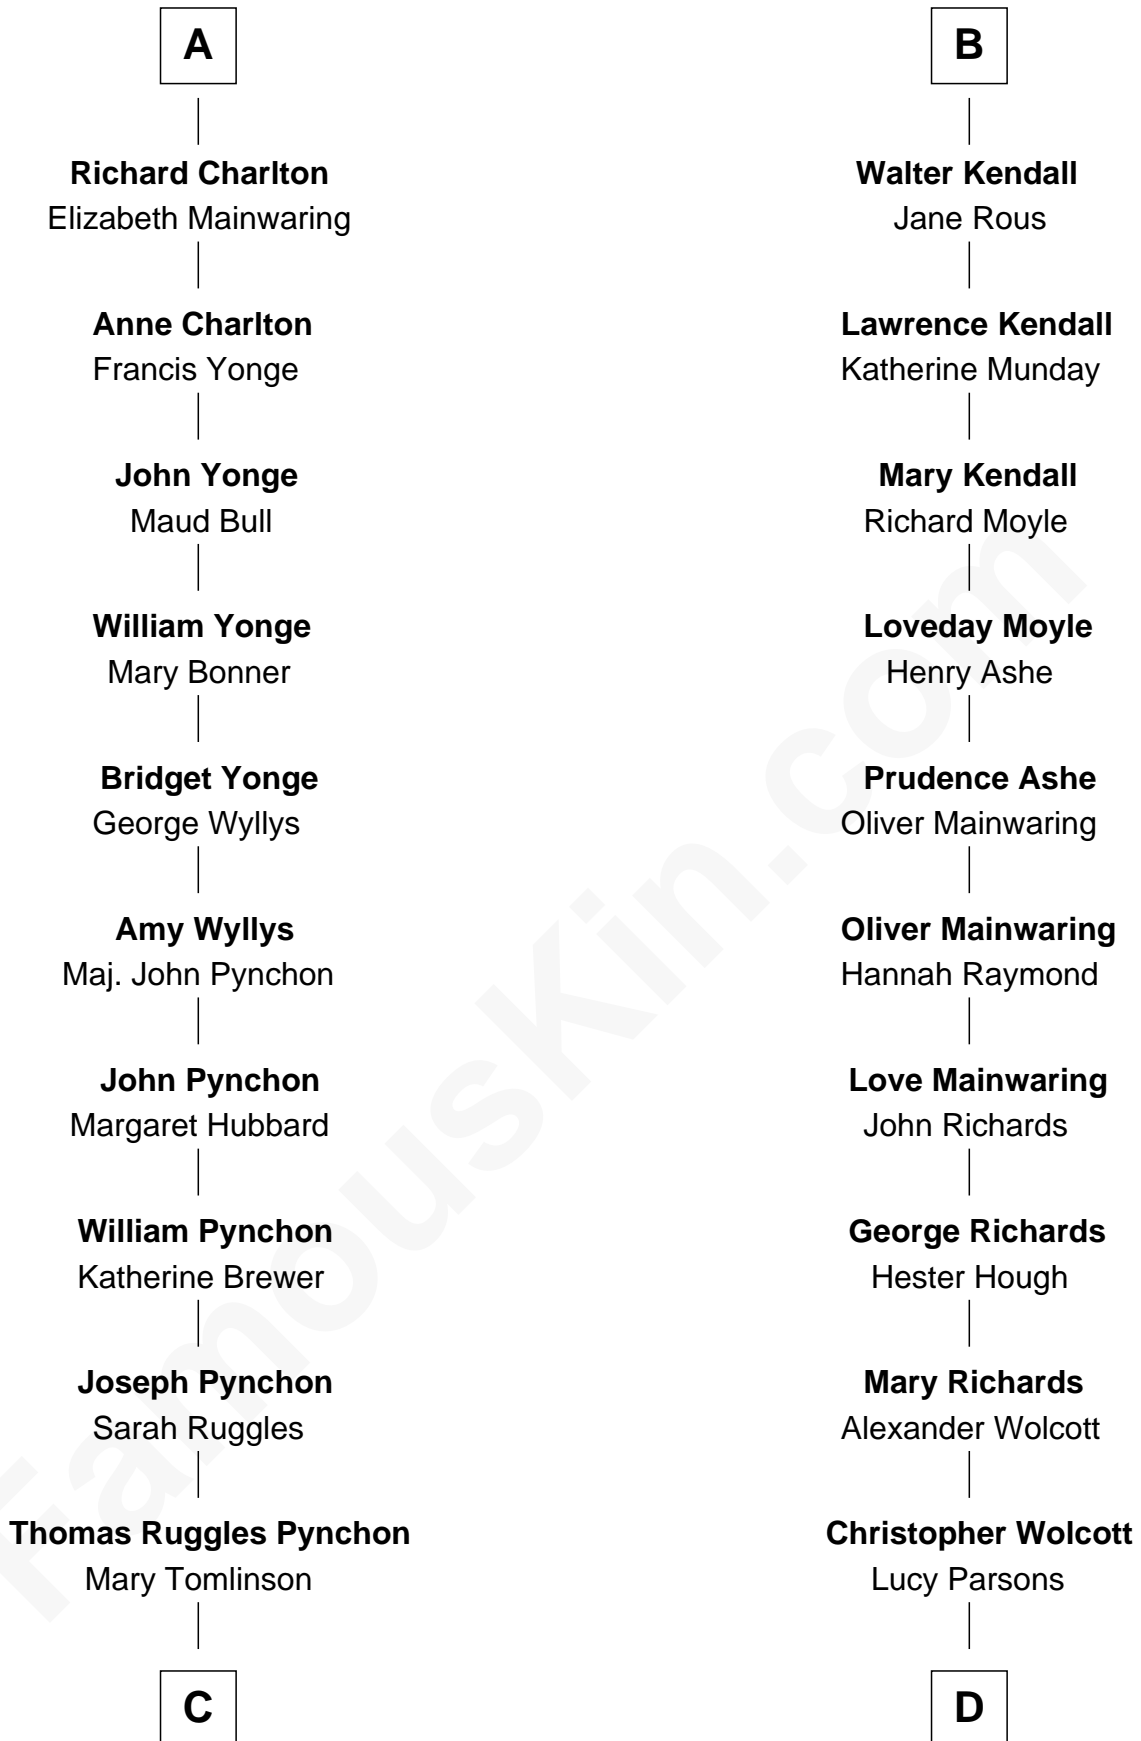 A
Richard Charlton
Elizabeth Mainwaring
Anne Charlton
Francis Yonge
John Yonge
Maud Bull
William Yonge
Mary Bonner
Bridget Yonge
George Wyllys
Amy Wyllys
Maj. John Pynchon
John Pynchon
Margaret Hubbard
William Pynchon
Katherine Brewer
Joseph Pynchon
Sarah Ruggles
Thomas Ruggles Pynchon
Mary Tomlinson
C
B
Walter Kendall
Jane Rous
Lawrence Kendall
Katherine Munday
Mary Kendall
Richard Moyle
Loveday Moyle
Henry Ashe
Prudence Ashe
Oliver Mainwaring
Oliver Mainwaring
Hannah Raymond
Love Mainwaring
John Richards
George Richards
Hester Hough
Mary Richards
Alexander Wolcott
Christopher Wolcott
Lucy Parsons
D
FamousKin.com